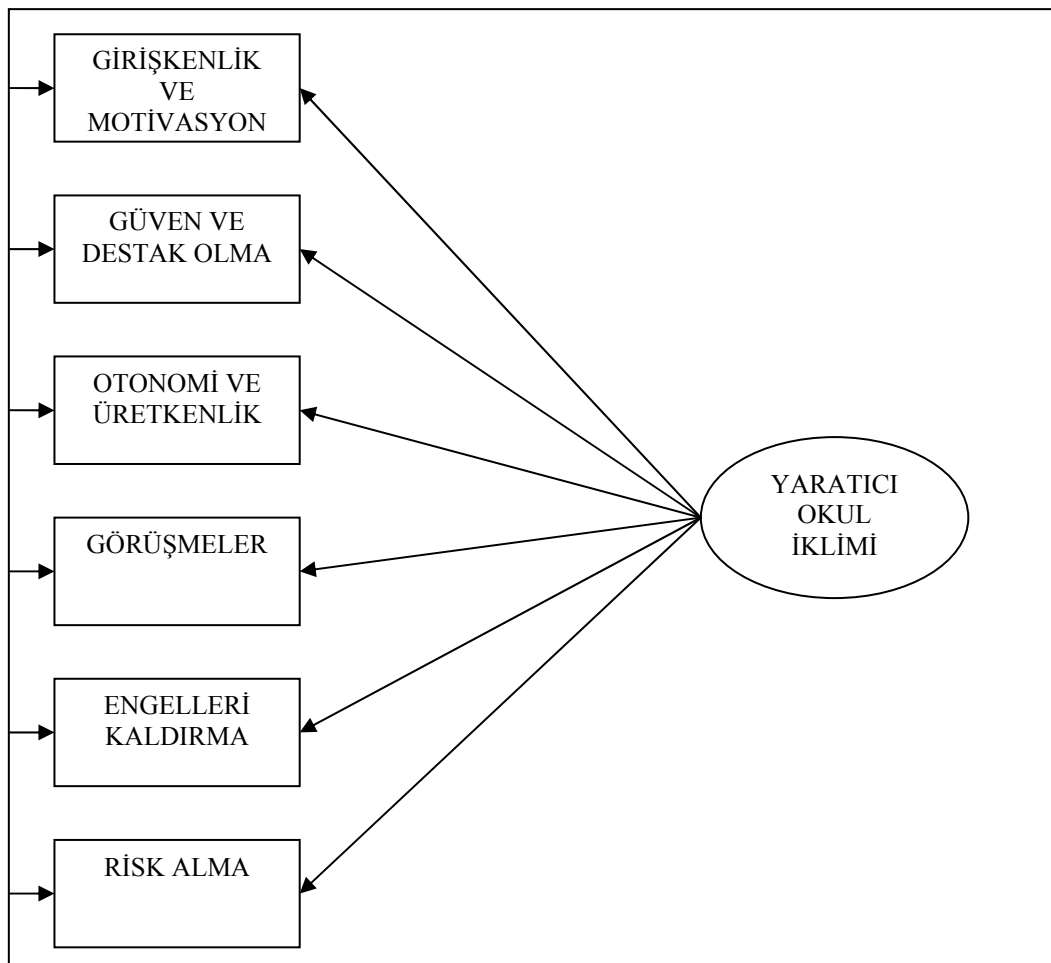 GİRİŞKENLİK
VE
MOTİVASYON
GÜVEN VE
DESTAK OLMA
OTONOMİ VE
ÜRETKENLİK
GÖRÜŞMELER
ENGELLERİ
KALDIRMA
RİSK ALMA
YARATICI
OKUL
İKLİMİ